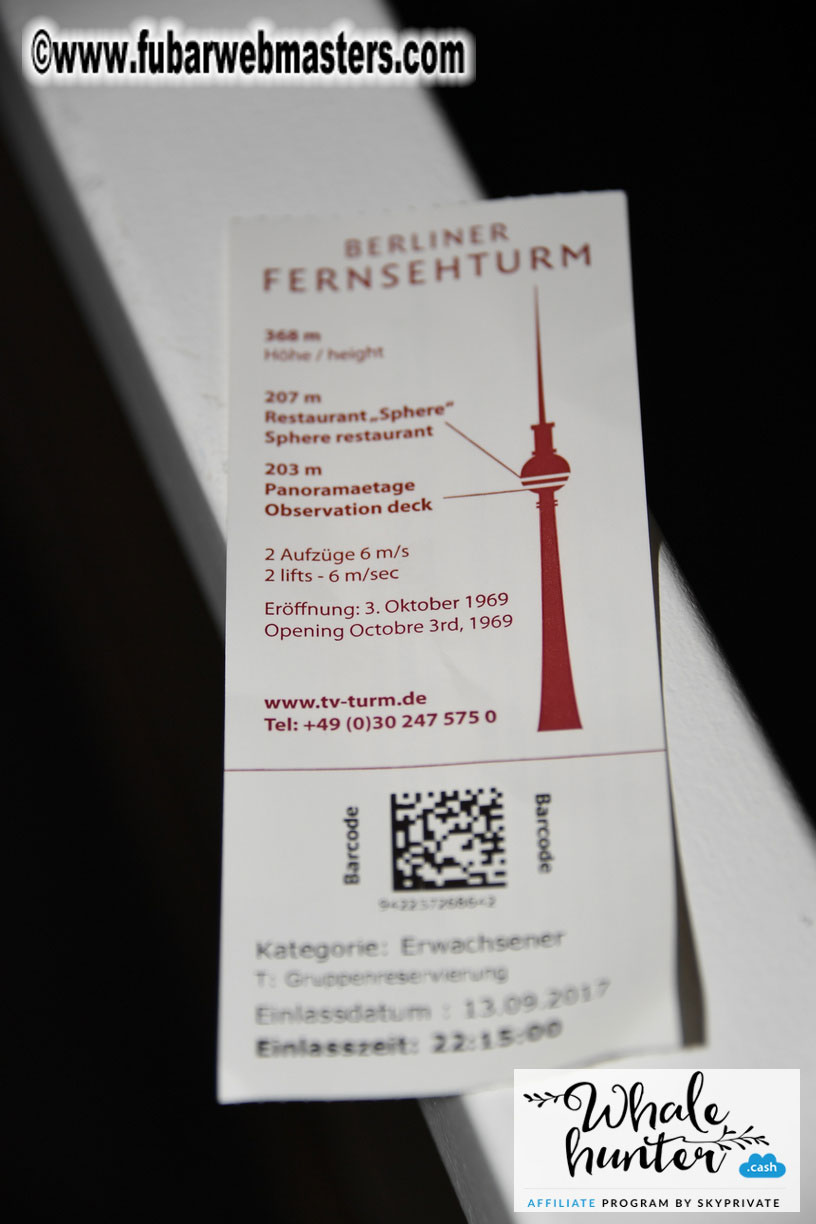 ©www.fubarwebmasters.com
BERLINER
FERNSEHTURM
368 m
Höhe / height
207 m
Restaurant „Sphere“
Sphere restaurant
203 m
Panoramaetage
Observation deck
2 Aufzüge 6 m/s
2 lifts - 6 m/sec
Eröffnung: 3. Oktober 1969
Opening Octobre 3rd, 1969
www.tv-turm.de
Tel: +49 (0)30 247 575 0
Barcode
Barcode
Kategorie: Erwachsener
T: Gruppenreservierung
Einlassdatum : 13.09.2017
Einlasszeit: 22:15:00
Whale
hunter
.cash
AFFILIATE PROGRAM BY SKYPRIVATE